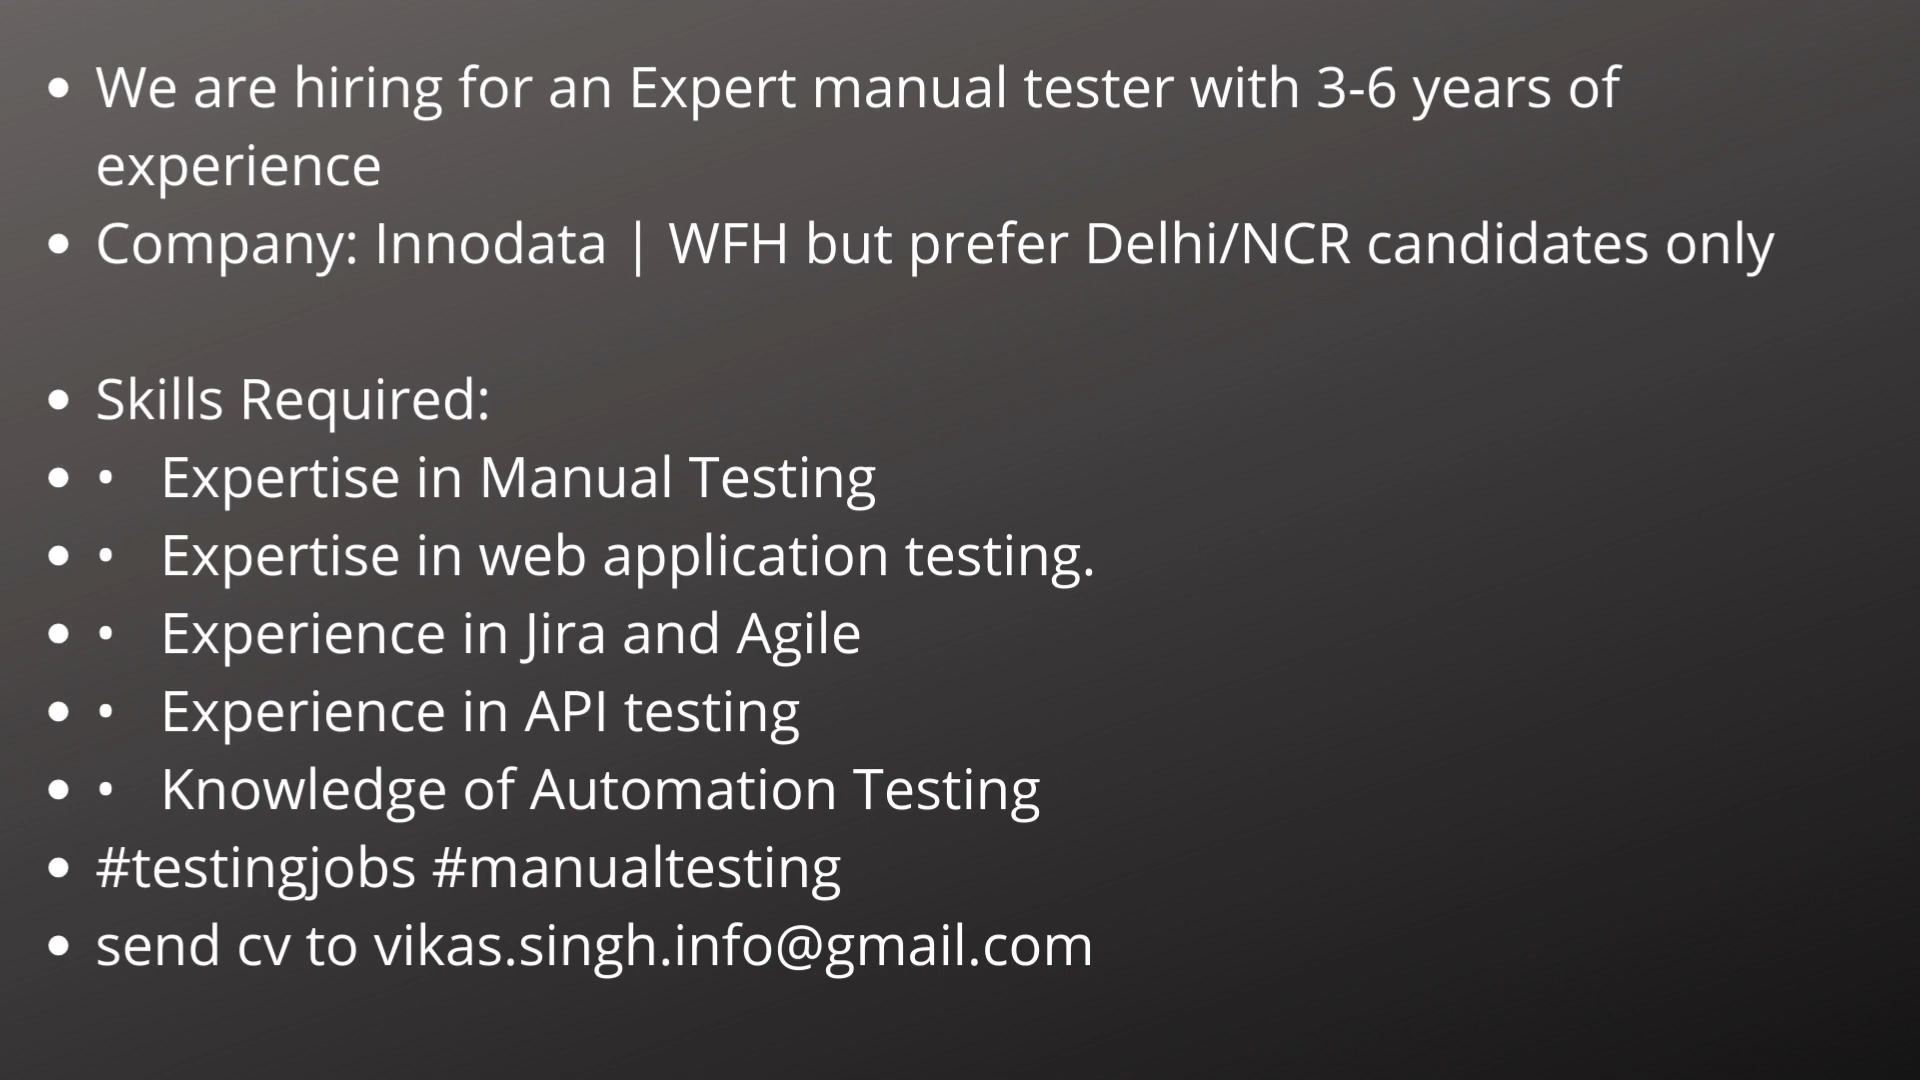 • We are hiring for an Expert manual tester with 3-6 years of
experience
• Company: Innodata | WFH but prefer Delhi/NCR candidates only
• Skills Required:
• •   Expertise in Manual Testing
• •   Expertise in web application testing.
• •   Experience in Jira and Agile
• •   Experience in API testing
• •   Knowledge of Automation Testing
• #testingjobs #manualtesting
• send cv to vikas.singh.info@gmail.com